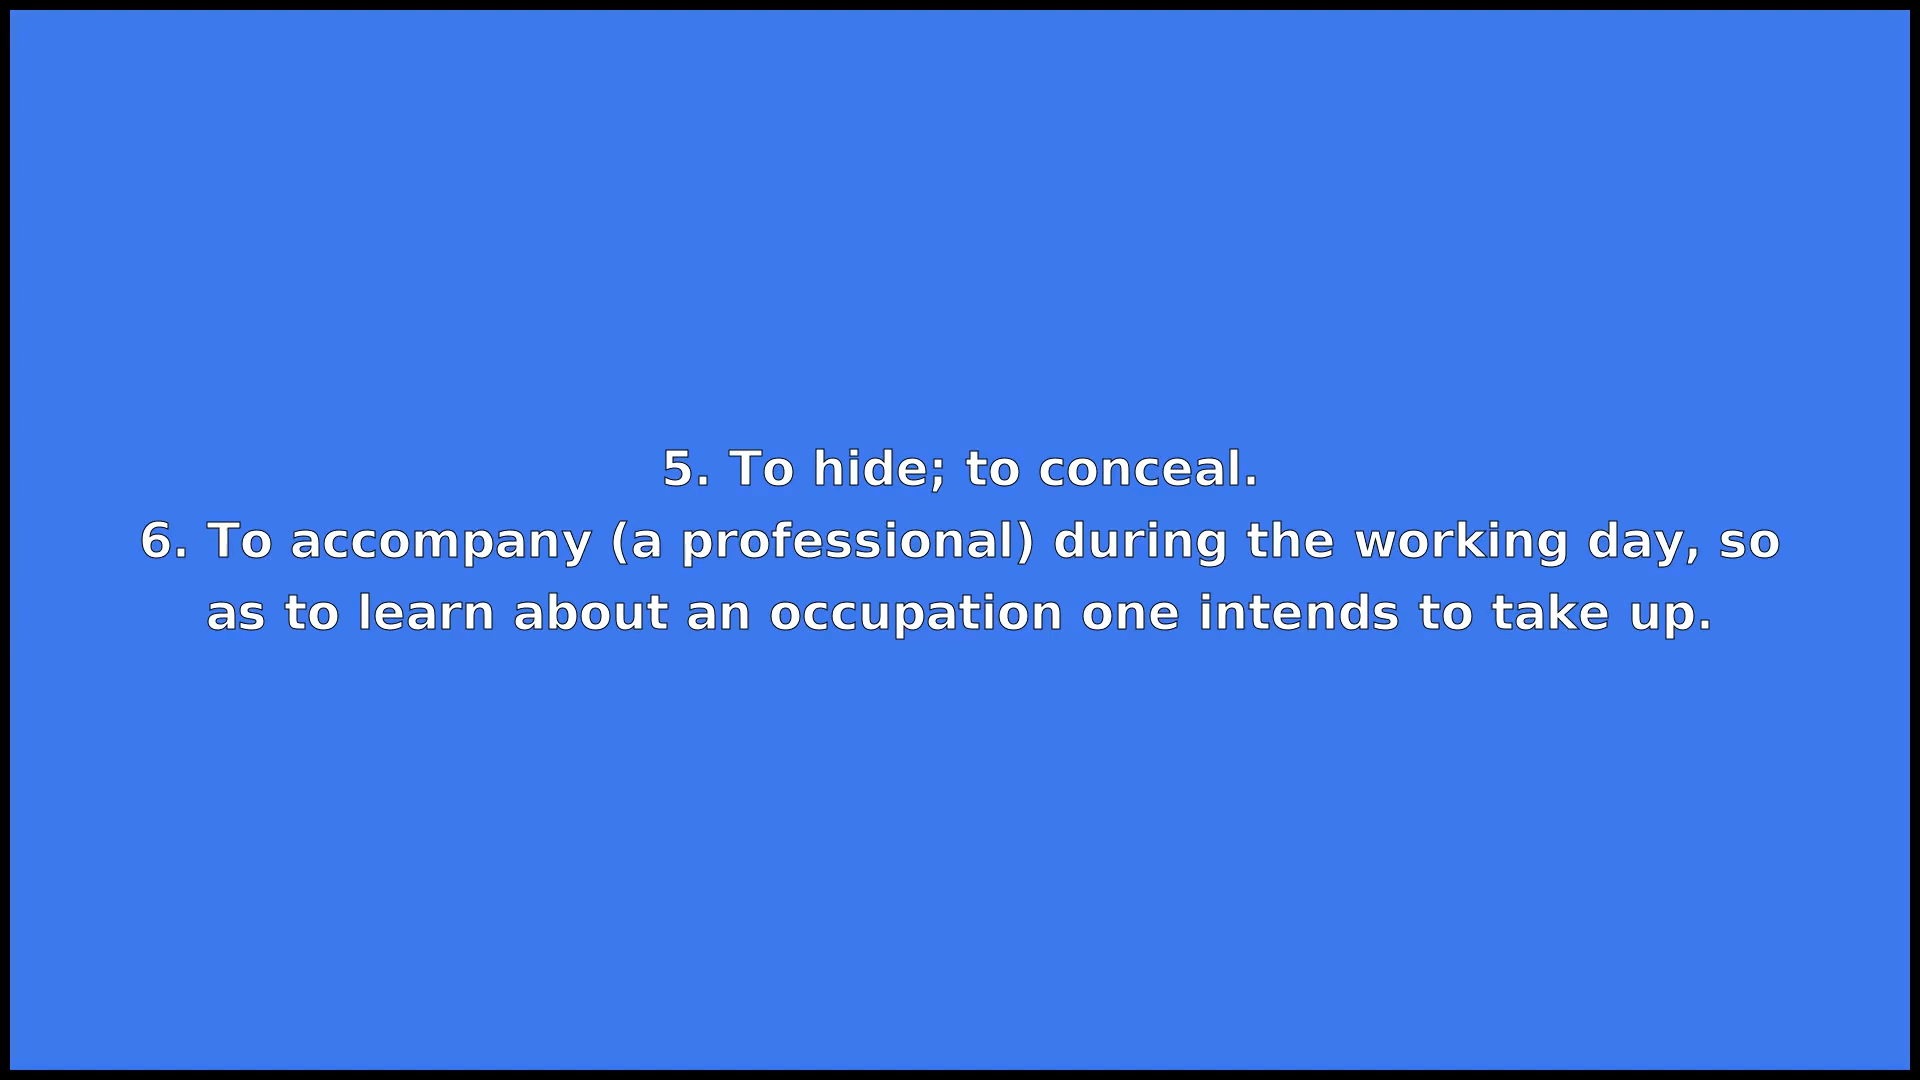 5. To hide; to conceal.
6. To accompany (a professional) during the working day, so
as to learn about an occupation one intends to take up.